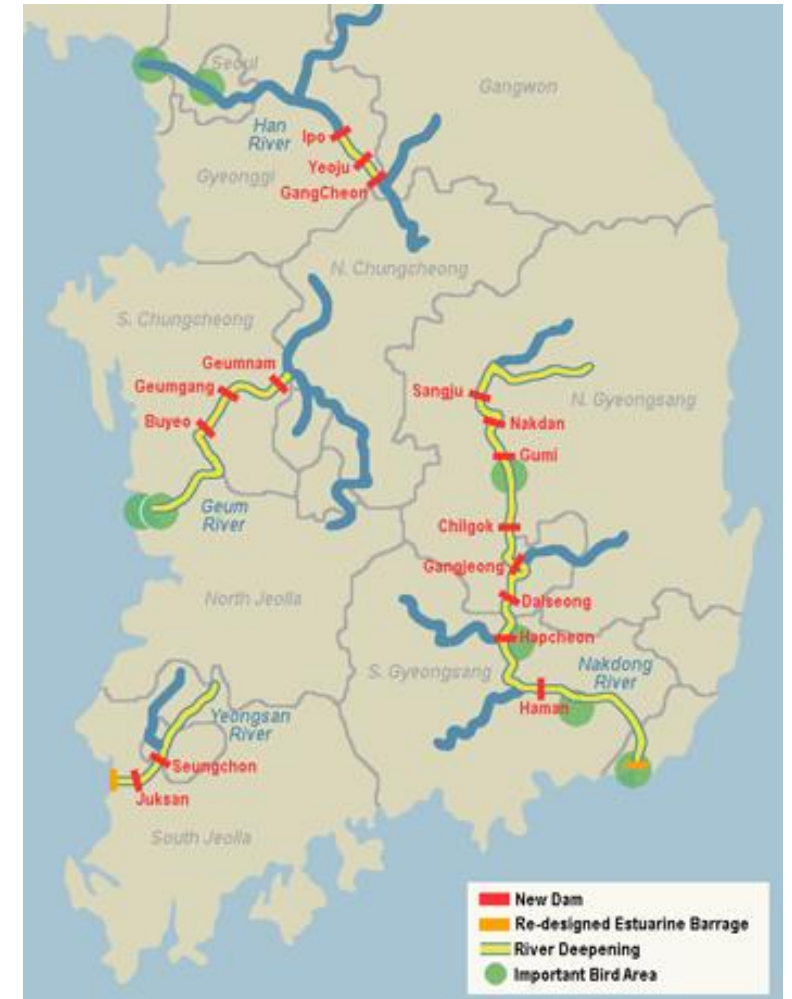 Seoul
Gangwon
Han
River
Ipo
Yeoju
Gyeonggi
GangCheon
N. Chungcheong
S. Chungcheong
Geumnam
Geumgang
Buyeo
Sangju
N. Gyeongsang
Nakdan
Gumi
Geum
River
Chilgok
Gangjeong
North Jeolla
Dalseong
Hapcheon
S. Gyeongsang
Nakdong
River
Haman
Yeongsan
River
Seungchon
Juksan
South Jeolla
New Dam
Re-designed Estuarine Barrage
River Deepening
Important Bird Area